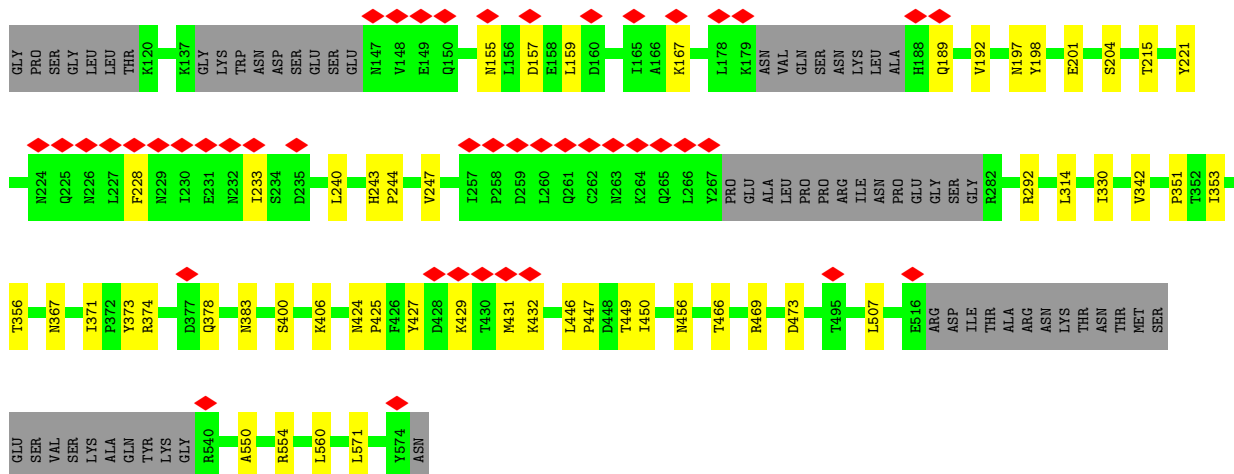 GLY PRO SER GLY LEU LEU THR K120 K137 GLY LYS TRP ASN ASP SER GLU SER GLU N147 V148 E149 Q150 N155 L156 D157 E158 L159 D160 I165 A166 K167 L178 K179 ASN VAL GLN SER ASN LYS LEU ALA H188 Q189 V192 N197 Y198 E201 S204 T215 Y221
N224 Q225 N226 L227 F228 N229 I230 E231 N232 I233 S234 D235 L240 H243 P244 V247 I257 P258 D259 L260 Q261 C262 N263 K264 Q265 L266 Y267 PRO GLU ALA LEU PRO PRO ARG ILE ASN PRO GLU GLY SER GLY R282 R292 L314 I330 V342 P351 T352 I353
T356 N367 I371 P372 Y373 R374 D377 Q378 N383 S400 K406 N424 P425 F426 Y427 D428 K429 T430 M431 K432 L446 P447 D448 T449 I450 N456 T466 R469 D473 T495 L507 E516 ARG ASP ILE THR ALA ARG ASN LYS THR ASN THR MET SER
GLU SER VAL SER LYS ALA GLN TYR LYS GLY R540 A550 R554 L560 L571 Y574 ASN